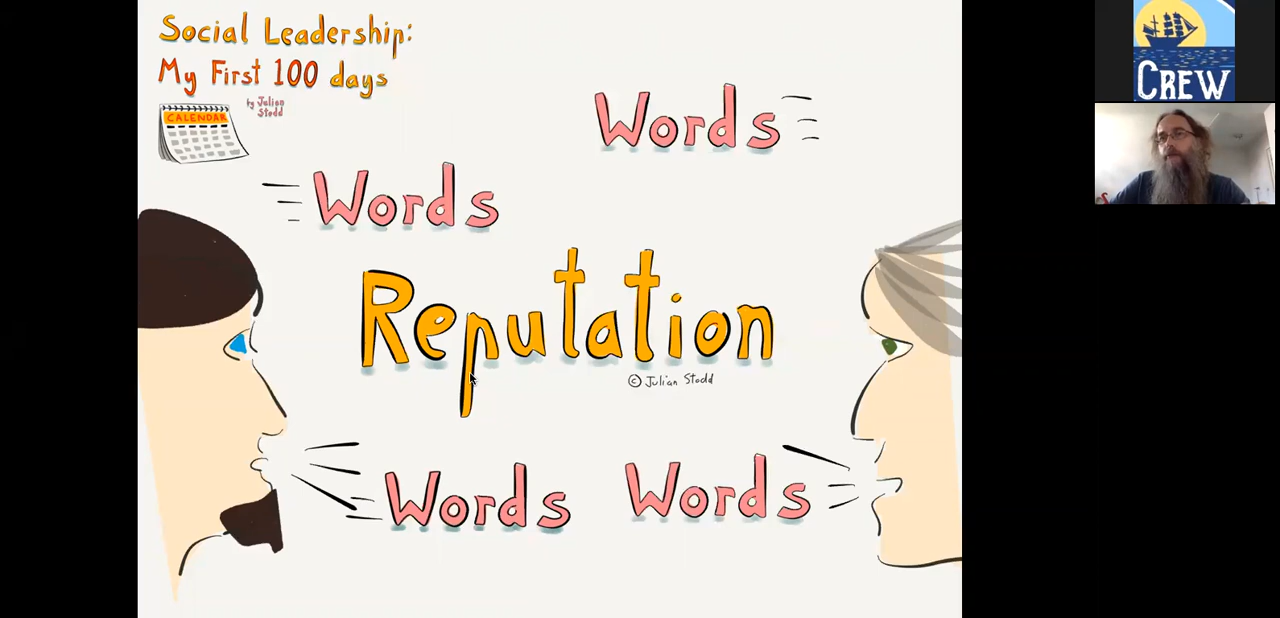 Social Leadership:
My First 100 days
by Julian
Stodd
CALENDAR
Words
Words
Reputation
© Julian Stodd
Words
Words
CREW